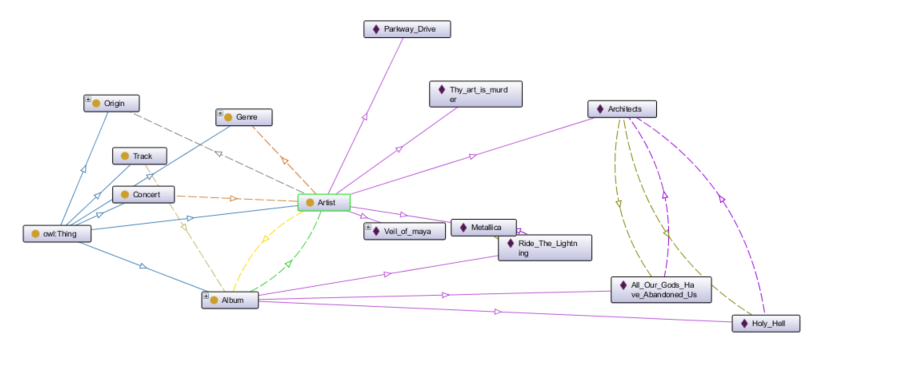 Parkway_Drive
Thy_art_is_murd
er
Origin
Genre
Architects
Track
Concert
Artist
owl:Thing
Veil_of_maya
Metallica
Ride_The_Lightn
ing
Album
All_Our_Gods_Ha
ve_Abandoned_Us
Holy_Hell